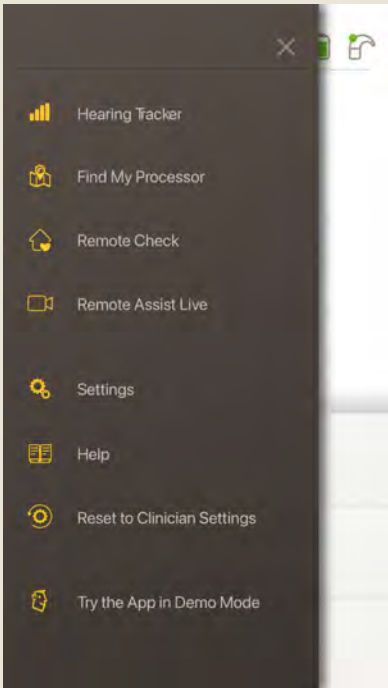 Hearing Tracker
Find My Processor
Remote Check
Remote Assist Live
Settings
Help
Reset to Clinician Settings
Try the App in Demo Mode